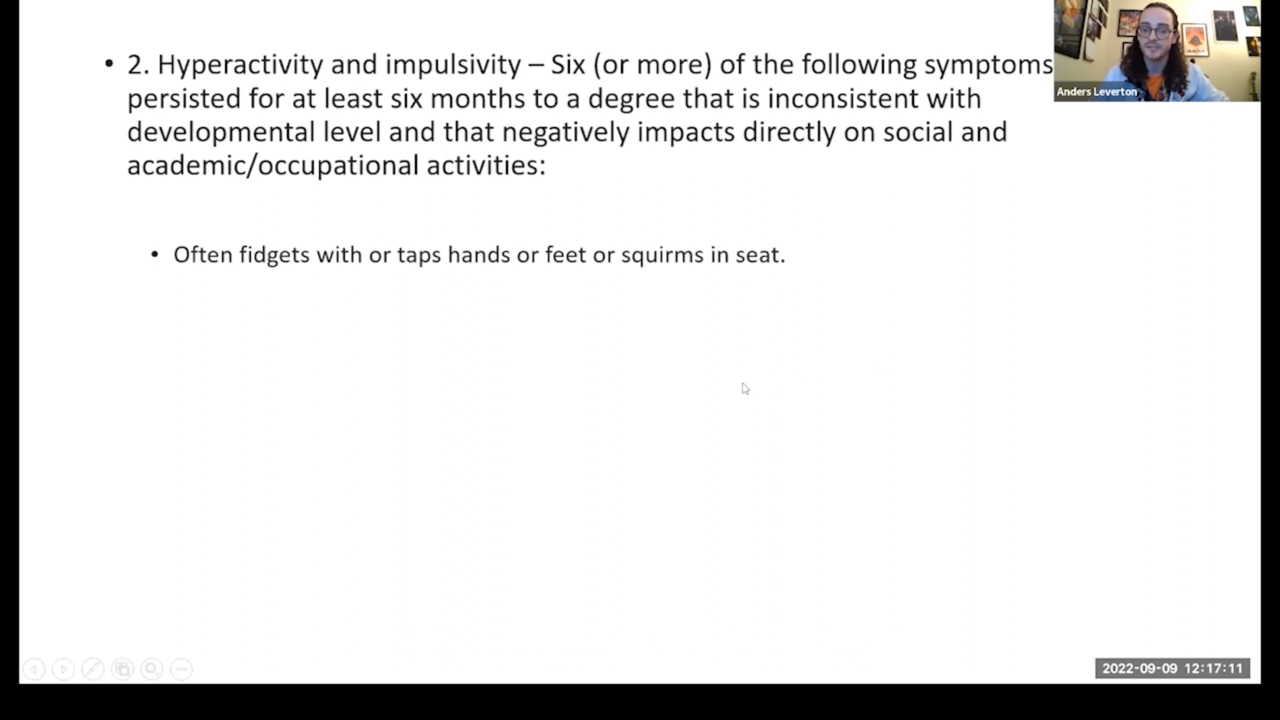 • 2. Hyperactivity and impulsivity – Six (or more) of the following symptoms
persisted for at least six months to a degree that is inconsistent with
developmental level and that negatively impacts directly on social and
academic/occupational activities:
• Often fidgets with or taps hands or feet or squirms in seat.
Anders Leverton
2022-09-09 12:17:11